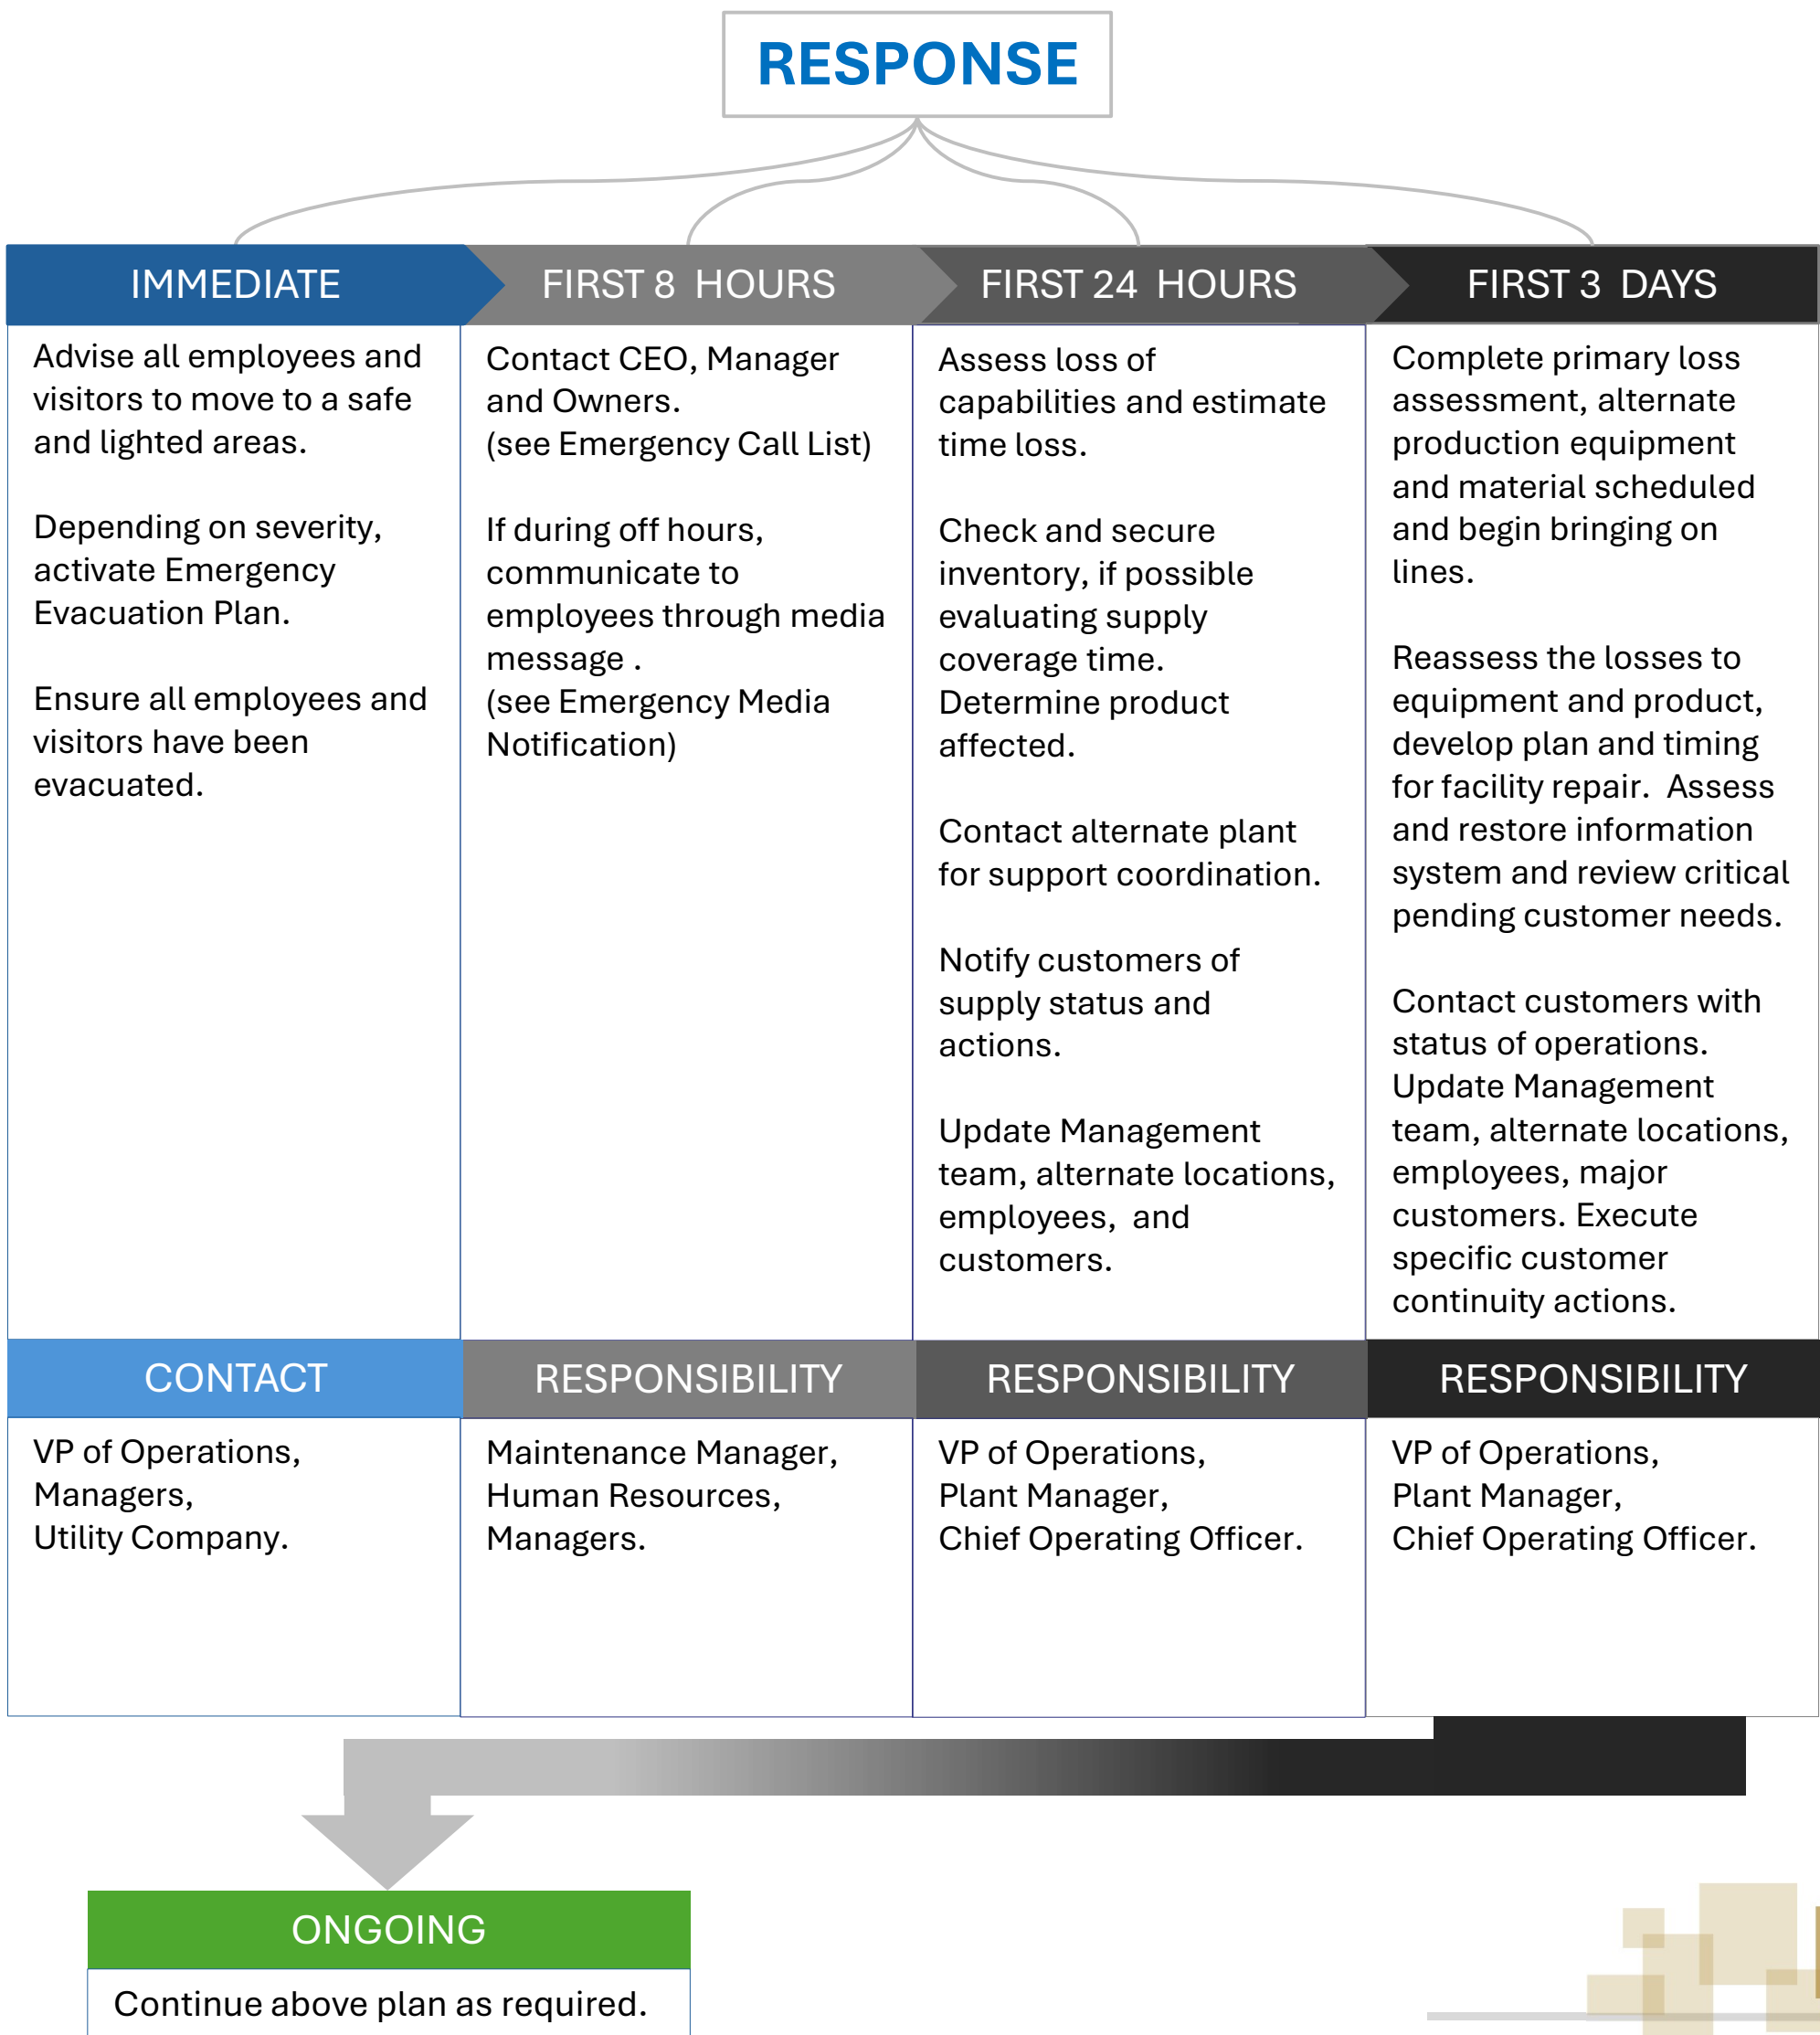 RESPONSE
IMMEDIATE
Advise all employees and
visitors to move to a safe
and lighted areas.
Depending on severity,
activate Emergency
Evacuation Plan.
Ensure all employees and
visitors have been
evacuated.
CONTACT
VP of Operations,
Managers,
Utility Company.
FIRST 8 HOURS
Contact CEO, Manager
and Owners.
(see Emergency Call List)
If during off hours,
communicate to
employees through media
message .
(see Emergency Media
Notification)
RESPONSIBILITY
Maintenance Manager,
Human Resources,
Managers.
FIRST 24 HOURS
Assess loss of
capabilities and estimate
time loss.
Check and secure
inventory, if possible
evaluating supply
coverage time.
Determine product
affected.
Contact alternate plant
for support coordination.
Notify customers of
supply status and
actions.
Update Management
team, alternate locations,
employees, and
customers.
RESPONSIBILITY
VP of Operations,
Plant Manager,
Chief Operating Officer.
FIRST 3 DAYS
Complete primary loss
assessment, alternate
production equipment
and material scheduled
and begin bringing on
lines.
Reassess the losses to
equipment and product,
develop plan and timing
for facility repair. Assess
and restore information
system and review critical
pending customer needs.
Contact customers with
status of operations.
Update Management
team, alternate locations,
employees, major
customers. Execute
specific customer
continuity actions.
RESPONSIBILITY
VP of Operations,
Plant Manager,
Chief Operating Officer.
ONGOING
Continue above plan as required.